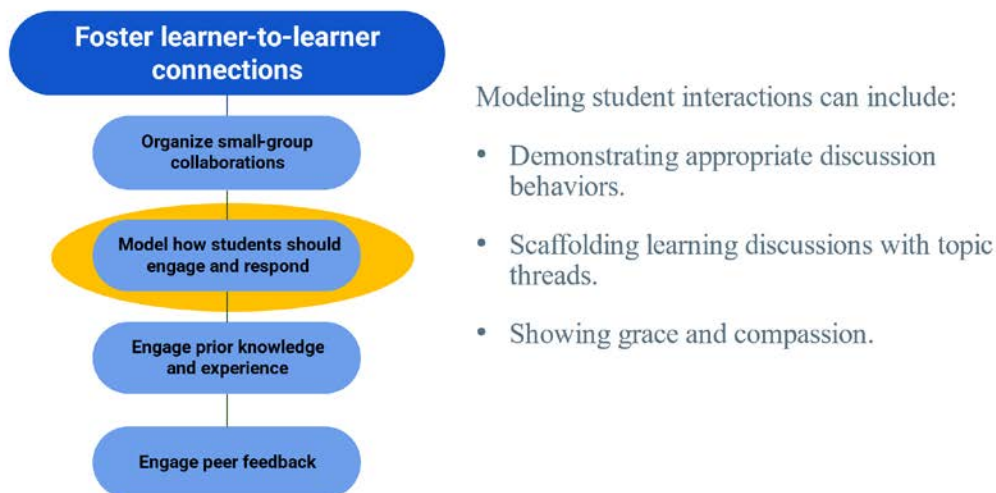 Foster learner-to-learner
connections
Organize small-group
collaborations
Model how students should
engage and respond
Engage prior knowledge
and experience
Engage peer feedback
Modeling student interactions can include:
• Demonstrating appropriate discussion
behaviors.
• Scaffolding learning discussions with topic
threads.
• Showing grace and compassion.